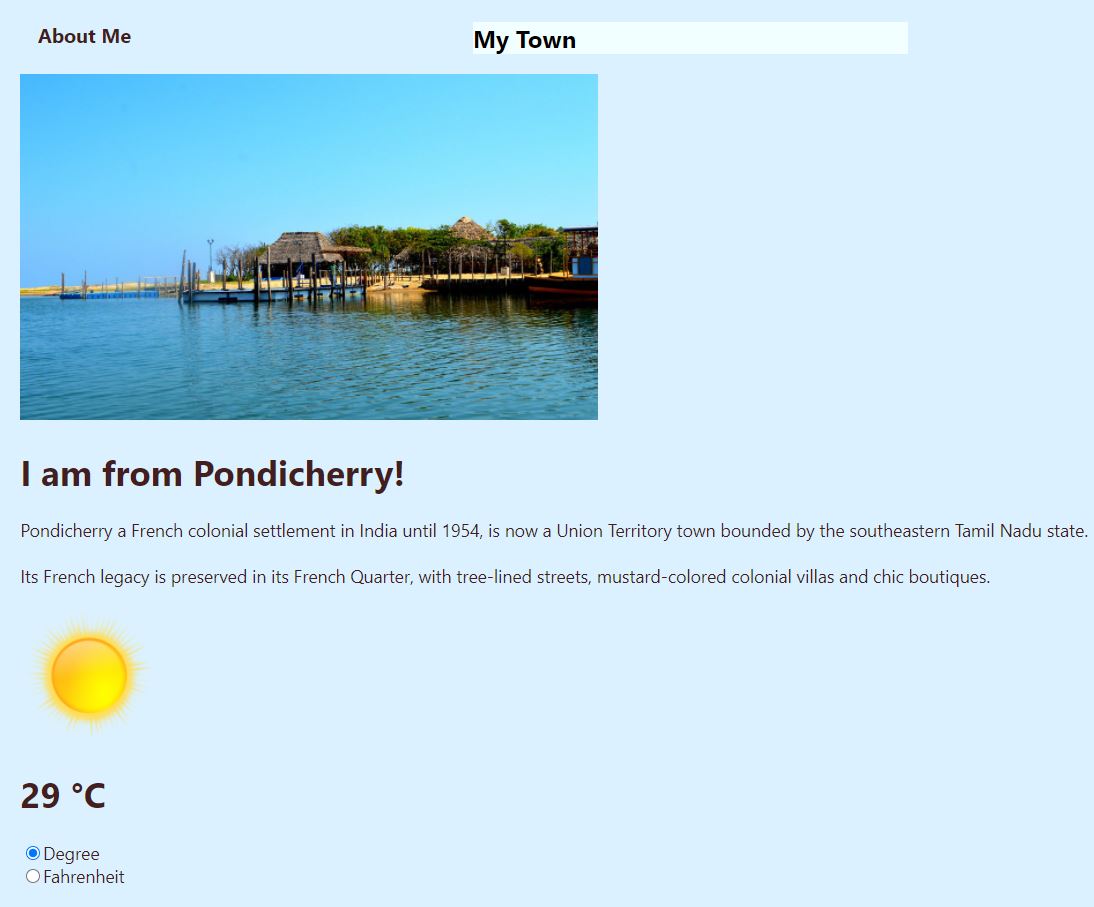 About Me
My Town
I am from Pondicherry!
Pondicherry a French colonial settlement in India until 1954, is now a Union Territory town bounded by the southeastern Tamil Nadu state.
Its French legacy is preserved in its French Quarter, with tree-lined streets, mustard-colored colonial villas and chic boutiques.
29 °C
Degree
Fahrenheit